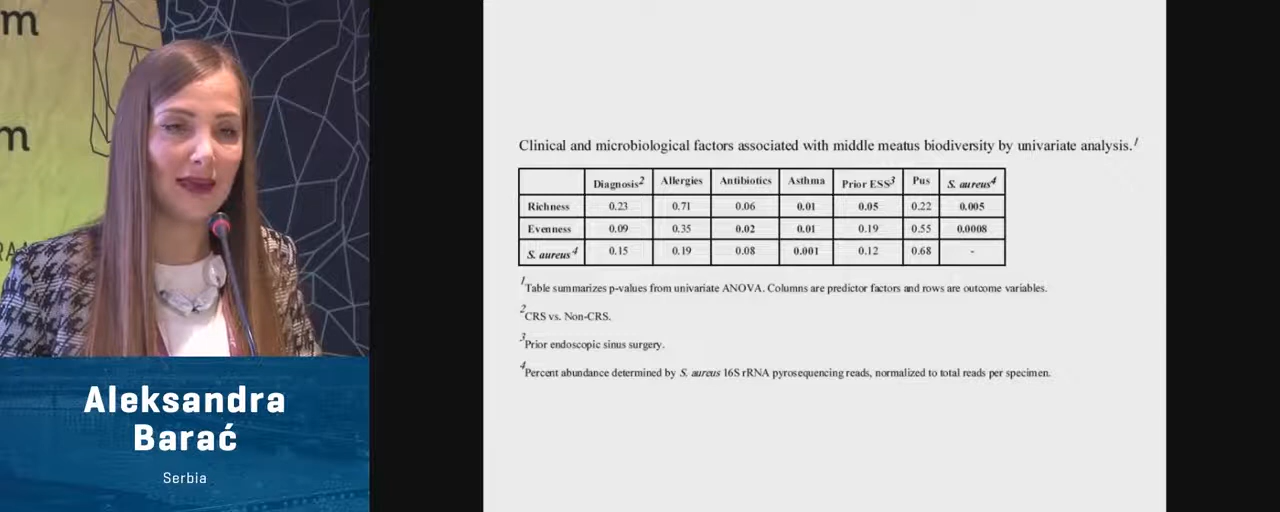 m
m
RA
Aleksandra
Barać
Serbia
Clinical and microbiological factors associated with middle meatus biodiversity by univariate analysis.1
Diagnosis2 Allergies Antibiotics Asthma Prior ESS3 Pus S. aureus4
Richness 0.23 0.71 0.06 0.01 0.05 0.22 0.005
Evenness 0.09 0.35 0.02 0.01 0.19 0.55 0.0008
S. aureus4 0.15 0.19 0.08 0.001 0.12 0.68 -
1Table summarizes p-values from univariate ANOVA. Columns are predictor factors and rows are outcome variables.
2CRS vs. Non-CRS.
3Prior endoscopic sinus surgery.
4Percent abundance determined by S. aureus 16S rRNA pyrosequencing reads, normalized to total reads per specimen.